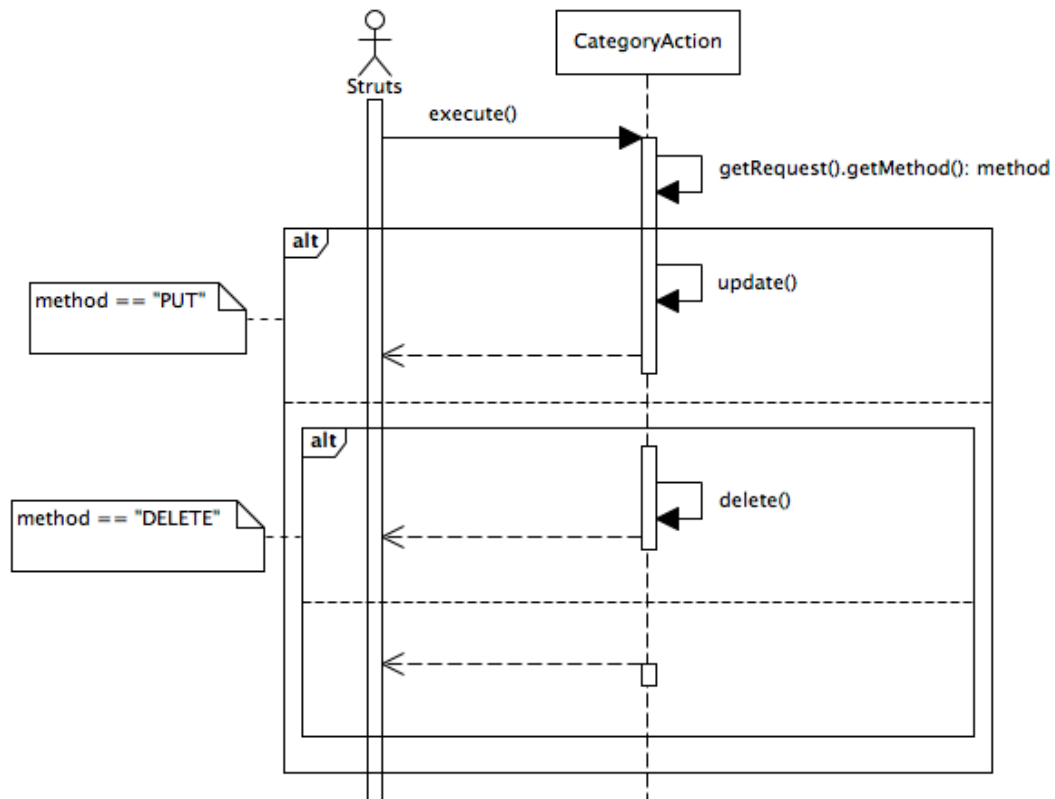 CategoryAction
Struts
execute()
getRequest().getMethod(): method
alt
method == "PUT"
update()
alt
method == "DELETE"
delete()